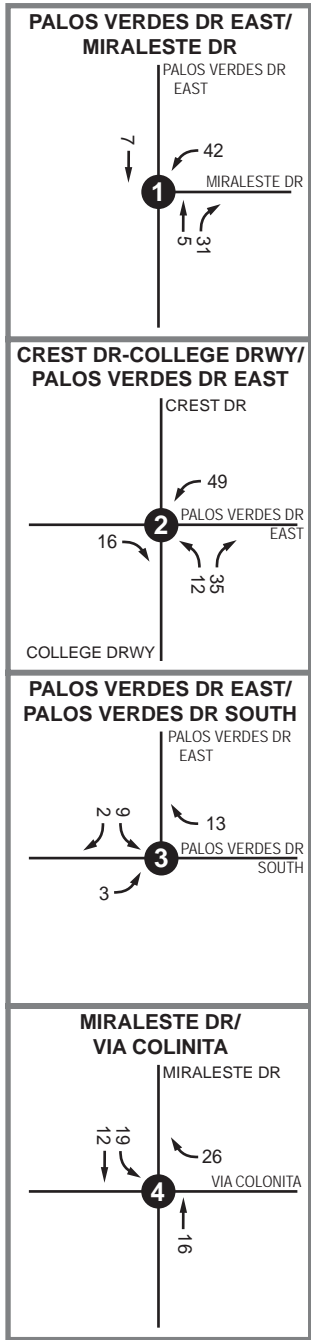 PALOS VERDES DR EAST/
MIRALESTE DR
PALOS VERDES DR
EAST
7
42
MIRALESTE DR
1
5
31
CREST DR-COLLEGE DRWY/
PALOS VERDES DR EAST
CREST DR
49
2
PALOS VERDES DR
EAST
16
12
35
COLLEGE DRWY
PALOS VERDES DR EAST/
PALOS VERDES DR SOUTH
PALOS VERDES DR
EAST
2
9
13
3
PALOS VERDES DR
SOUTH
3
MIRALESTE DR/
VIA COLINITA
MIRALESTE DR
12
19
26
4
VIA COLONITA
16